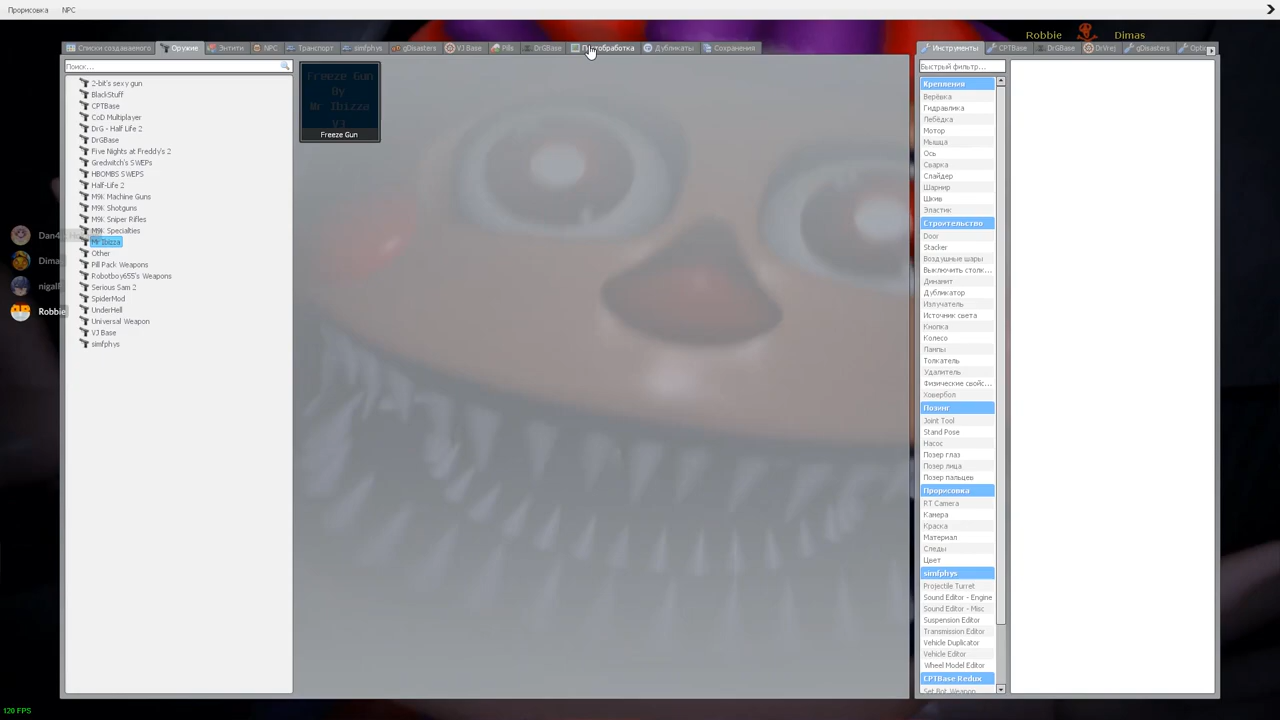 Прорисовка NPC
Robbie Dimas
Списки создаваемого Оружие Энтити NPC Транспорт simfphys gDisasters VJ Base Pills DrGBase Постобработка Дубликаты Сохранения
Инструменты CPTBase DrGBase DrVrej gDisasters
Поиск...
2-bit's sexy gun
BlackStuff
CPTBase
CoD Multiplayer
DrG - Half Life 2
DrGBase
Five Nights at Freddy's 2
Gredwitch's SWEPs
HBOMBS SWEPS
Half-Life 2
M9K Machine Guns
M9K Shotguns
M9K Sniper Rifles
M9K Specialties
Mr Ibizza
Other
Pill Pack Weapons
Robotboy655's Weapons
Serious Sam 2
SpiderMod
UnderHell
Universal Weapon
VJ Base
simfphys
Dimas
Robbie
Freeze Gun
By
Mr Ibizza
V3
Freeze Gun
Быстрый фильтр...
Крепления
Верёвка
Гидравлика
Лебёдка
Мотор
Мышца
Ось
Сварка
Слайдер
Шарнир
Шкив
Эластик
Строительство
Door
Stacker
Воздушные шары
Выключить столк...
Динамит
Дубликатор
Излучатель
Источник света
Кнопка
Колесо
Лампы
Толкатель
Удалитель
Физические свойс...
Ховербол
Позинг
Joint Tool
Stand Pose
Насос
Позер глаз
Позер лица
Позер пальцев
Прорисовка
RT Camera
Камера
Краска
Материал
Следы
Цвет
simfphys
Projectile Turret
Sound Editor - Engine
Sound Editor - Misc
Suspension Editor
Transmission Editor
Vehicle Duplicator
Vehicle Editor
Wheel Model Editor
CPTBase Redux
Set Bot Weapon
120 FPS